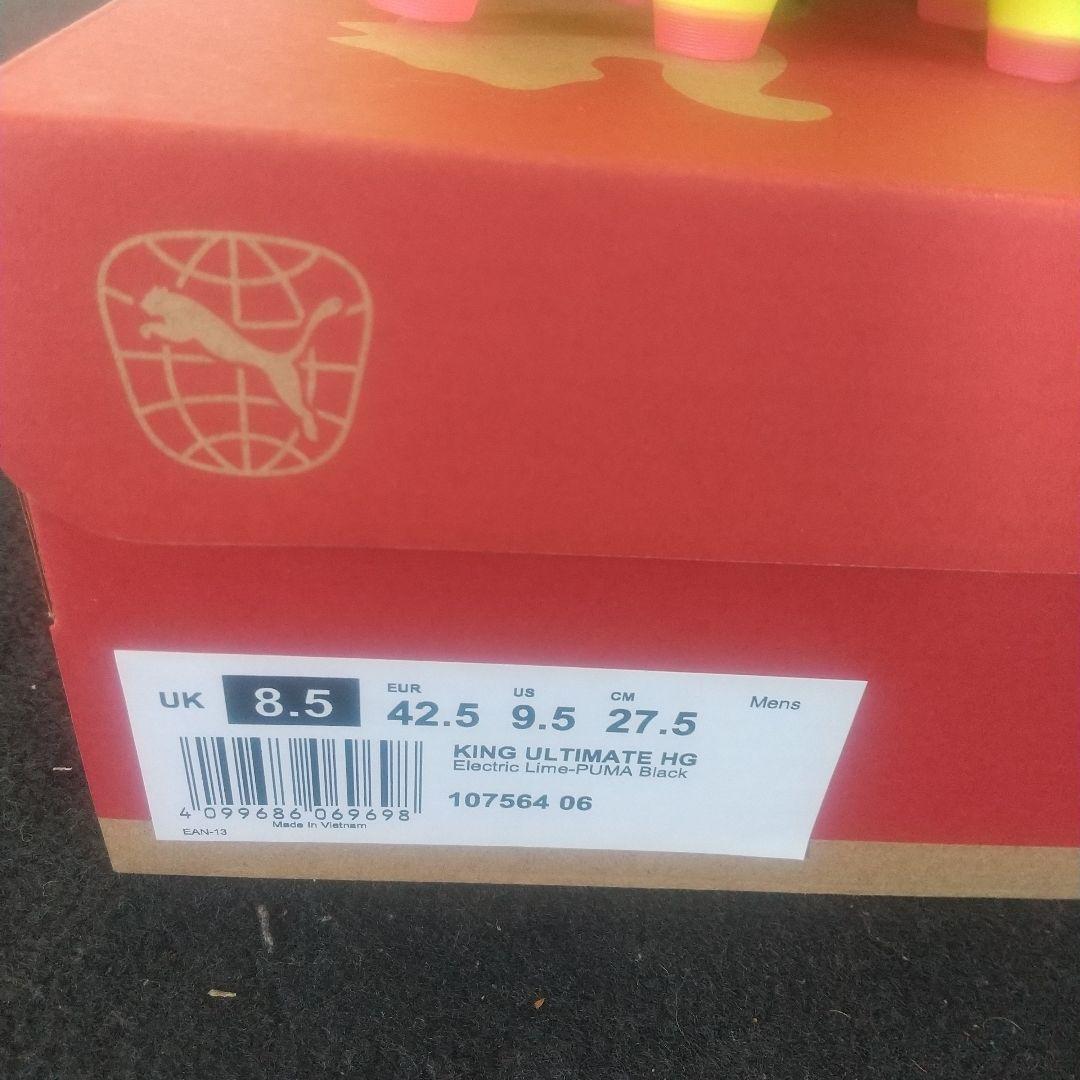 UK 8.5 EUR 42.5 US 9.5 CM 27.5 Mens
KING ULTIMATE HG
Electric Lime-PUMA Black
107564 06
4 099686 069698
Made in Vietnam
EAN-13